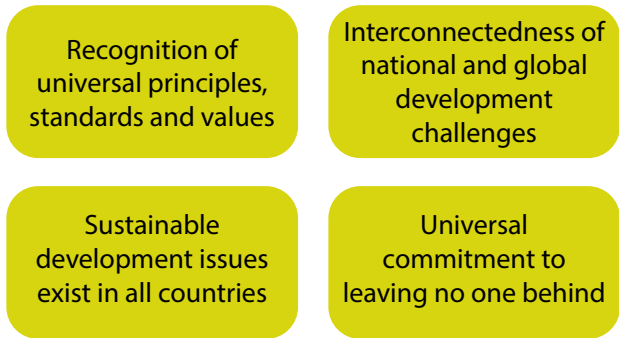 Recognition of
universal principles,
standards and values
Interconnectedness of
national and global
development
challenges
Sustainable
development issues
exist in all countries
Universal
commitment to
leaving no one behind